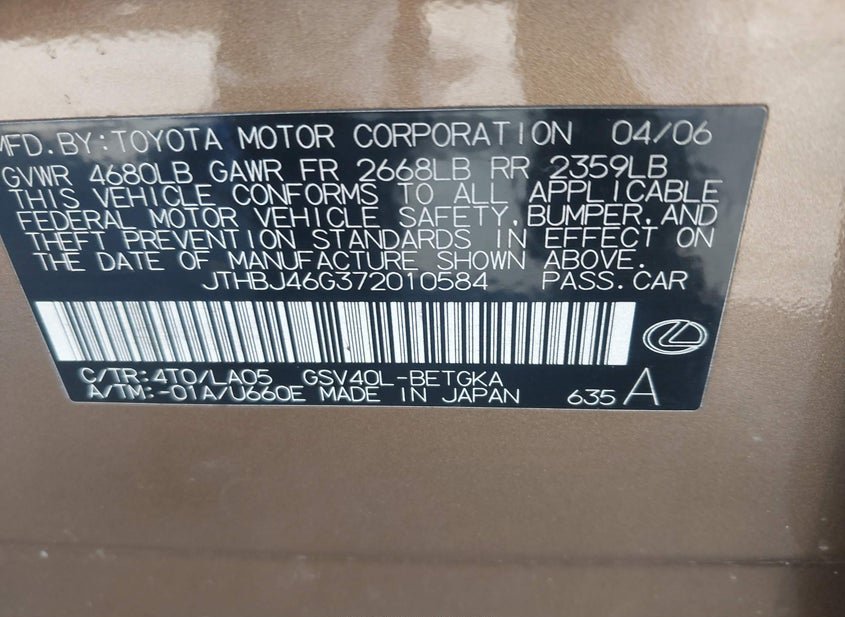 MFD. BY: TOYOTA MOTOR CORPORATION 04/06
GVWR 4680LB GAWR FR 2668LB RR 2359LB
THIS VEHICLE CONFORMS TO ALL APPLICABLE
FEDERAL MOTOR VEHICLE SAFETY, BUMPER, AND
THEFT PREVENTION STANDARDS IN EFFECT ON
THE DATE OF MANUFACTURE SHOWN ABOVE.
JTHBJ46G372010584 PASS. CAR
C/TR: 4T0/LA05 GSV40L-BETGKA
A/TM: -01A/U660E MADE IN JAPAN 635 A